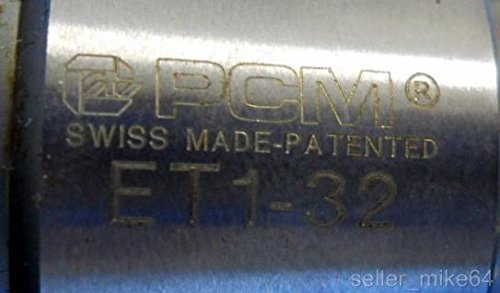 PCM®
SWISS MADE-PATENTED
ET1-32
seller_mike64